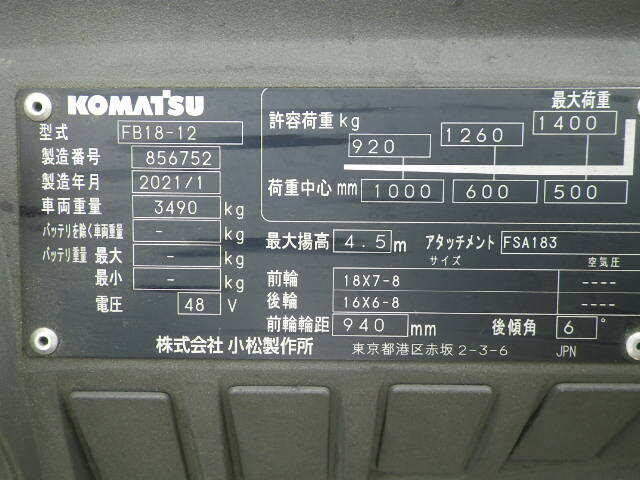 KOMATSU
型式 FB18-12
製造番号 856752
製造年月 2021/1
車両重量 3490 kg
バッテリを除く車両重量 - kg
バッテリ重量 最大 - kg
最小 - kg
電圧 48 V
最大荷重
許容荷重 kg 920 1260 1400
荷重中心 mm 1000 600 500
最大揚高 4.5 m アタッチメント FSA183
サイズ 空気圧
前輪 18X7-8 ----
後輪 16X6-8 ----
前輪輪距 940 mm 後傾角 6 °
株式会社 小松製作所 東京都港区赤坂 2-3-6 JPN